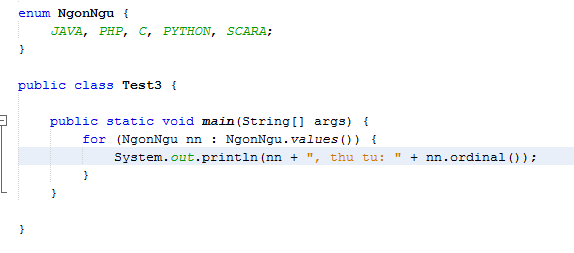 enum NgonNgu {
    JAVA, PHP, C, PYTHON, SCARA;
}
public class Test3 {
    public static void main(String[] args) {
        for (NgonNgu nn : NgonNgu.values()) {
            System.out.println(nn + ", thu tu: " + nn.ordinal());
        }
    }
}